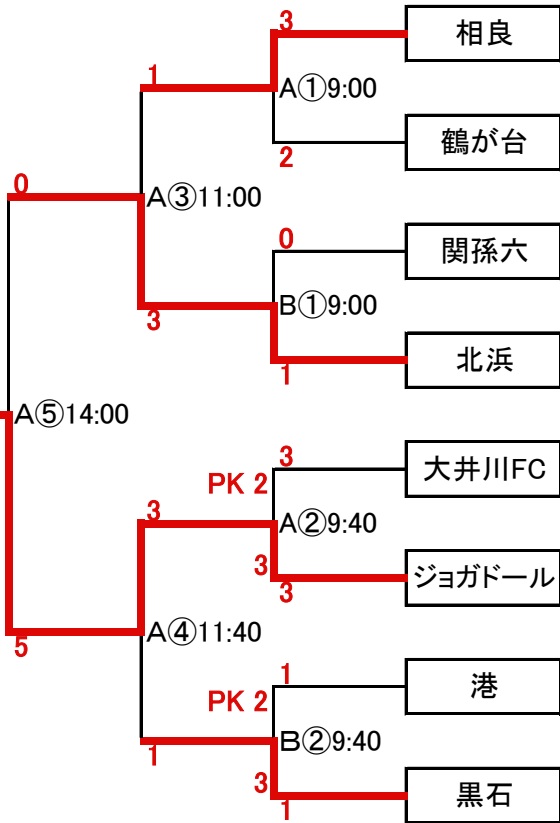 3
相良
1
A①9:00
鶴が台
2
0
A③11:00
0
関孫六
B①9:00
3
北浜
1
A⑤14:00
3
大井川FC
PK 2
3
A②9:40
3
ジョガドール
3
5
A④11:40
1
港
PK 2
B②9:40
1
3
黒石
1